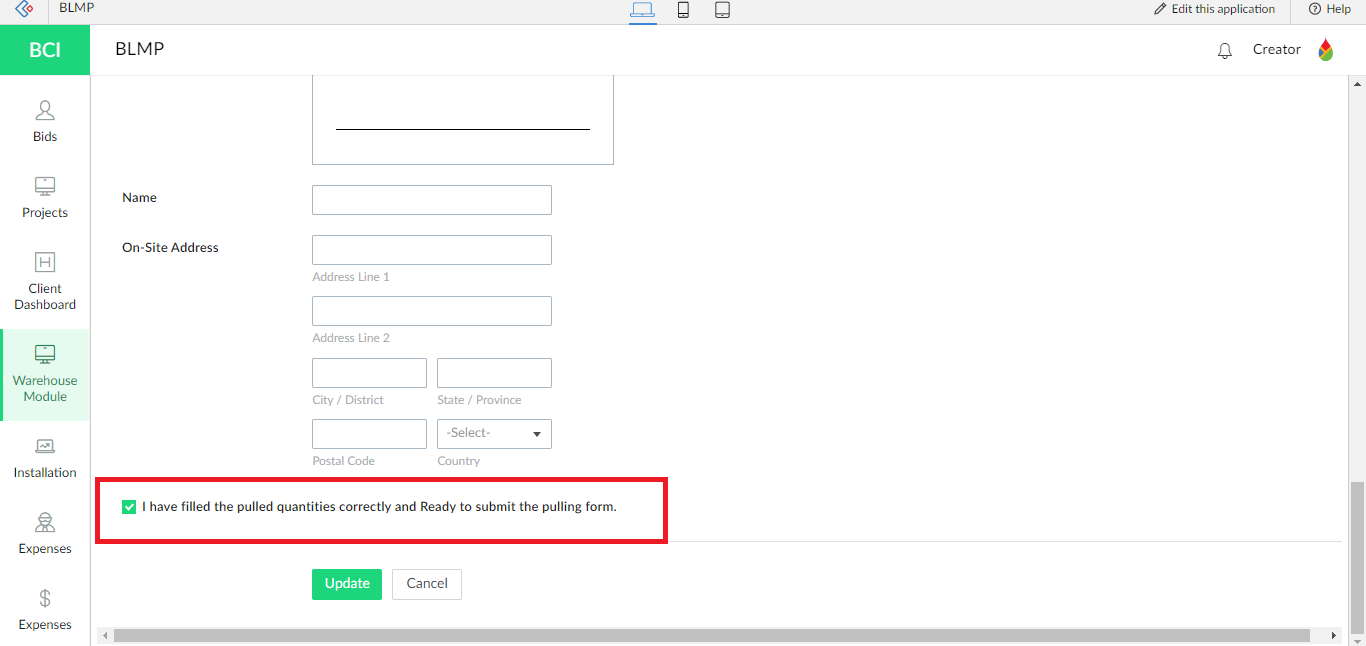 BLMP
Edit this application
Help
BCI
BLMP
Creator
Bids
Projects
Client
Dashboard
Warehouse
Module
Installation
Expenses
Expenses
Name
On-Site Address
Address Line 1
Address Line 2
City / District
State / Province
-Select-
Postal Code
Country
I have filled the pulled quantities correctly and Ready to submit the pulling form.
Update
Cancel